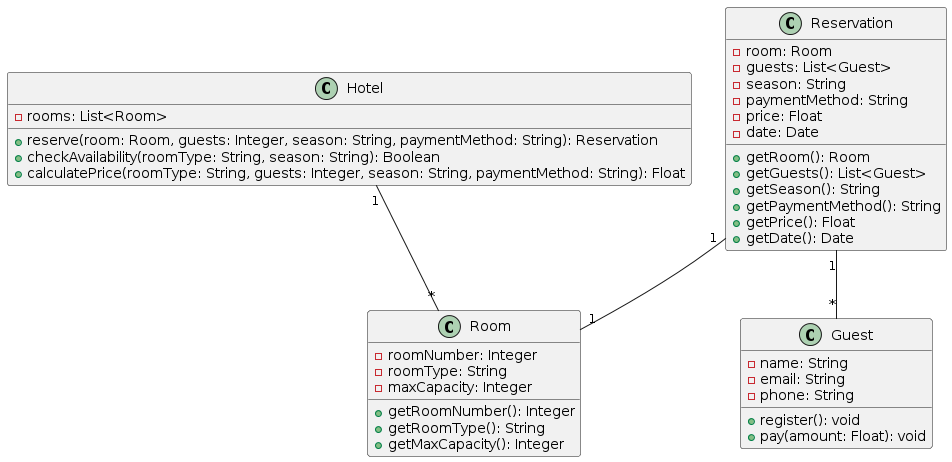 C Hotel
rooms: List<Room>
reserve(room: Room, guests: Integer, season: String, paymentMethod: String): Reservation
checkAvailability(roomType: String, season: String): Boolean
calculatePrice(roomType: String, guests: Integer, season: String, paymentMethod: String): Float
C Reservation
room: Room
guests: List<Guest>
season: String
paymentMethod: String
price: Float
date: Date
getRoom(): Room
getGuests(): List<Guest>
getSeason(): String
getPaymentMethod(): String
getPrice(): Float
getDate(): Date
1
*
1
1
1
*
C Room
roomNumber: Integer
roomType: String
maxCapacity: Integer
getRoomNumber(): Integer
getRoomType(): String
getMaxCapacity(): Integer
C Guest
name: String
email: String
phone: String
register(): void
pay(amount: Float): void